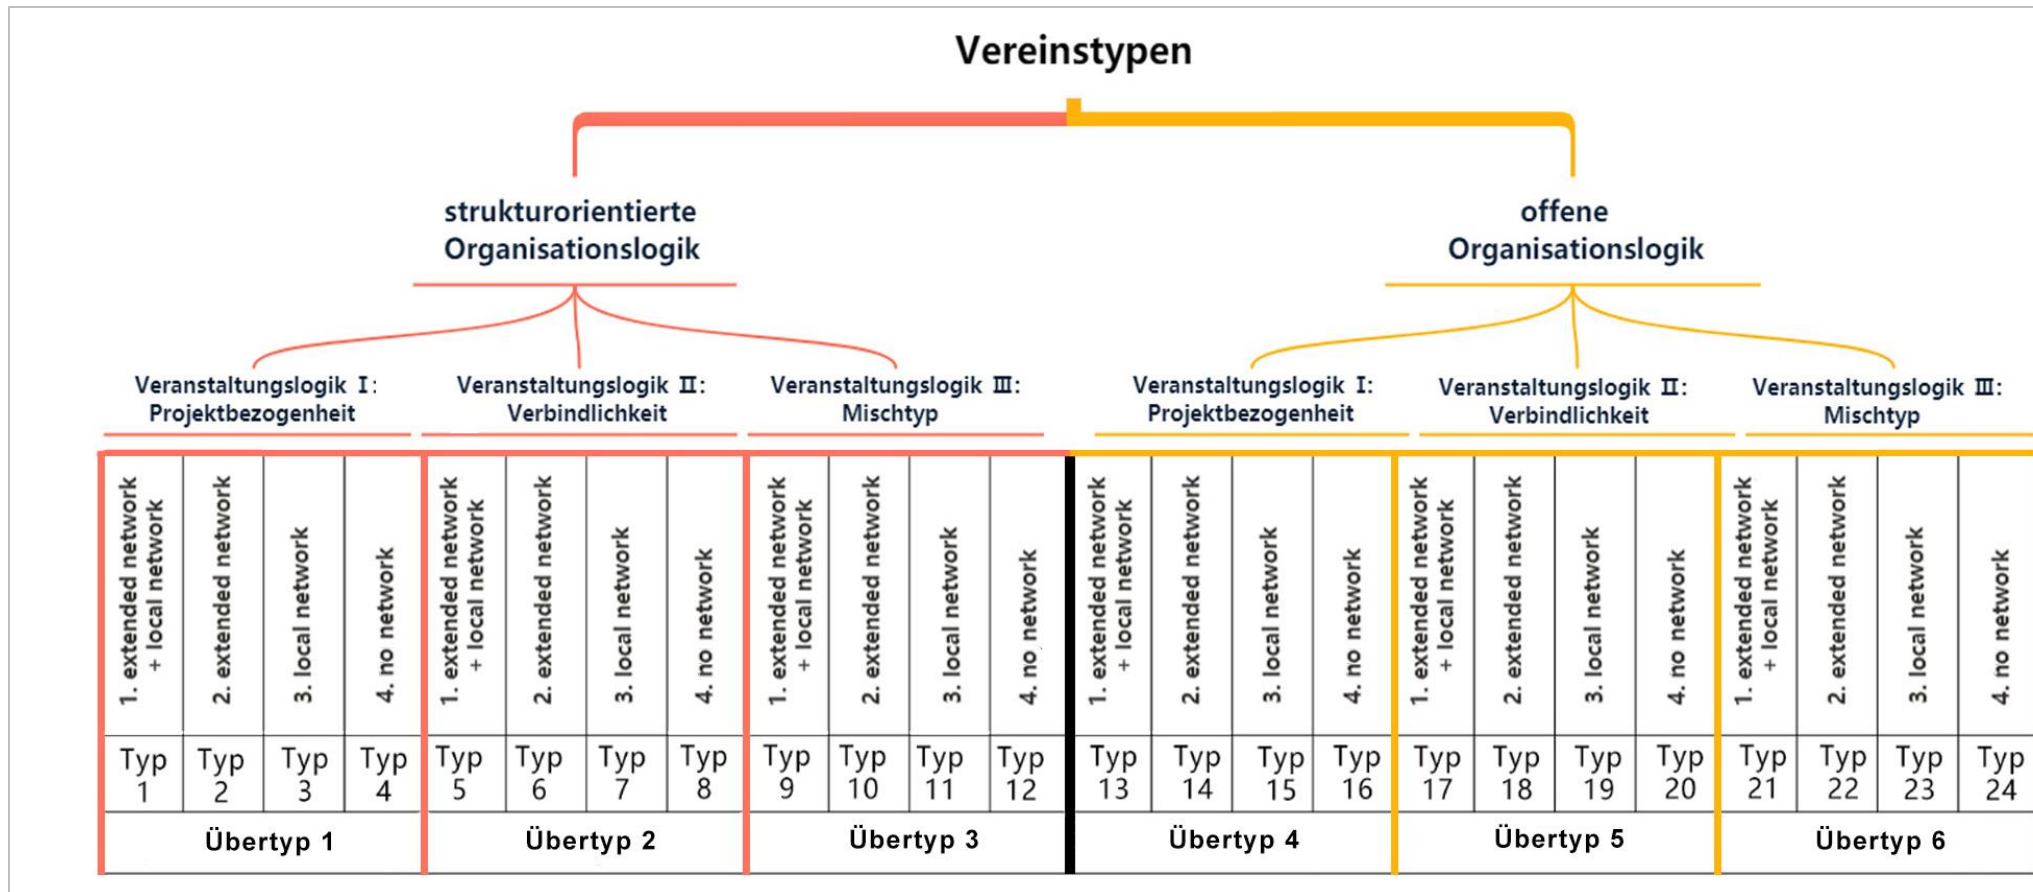 Vereinstypen
strukturorientierte
Organisationslogik
offene
Organisationslogik
Veranstaltungslogik I:
Projektbezogenheit
Veranstaltungslogik II:
Verbindlichkeit
Veranstaltungslogik III:
Mischtyp
Veranstaltungslogik I:
Projektbezogenheit
Veranstaltungslogik II:
Verbindlichkeit
Veranstaltungslogik III:
Mischtyp
1. extended network
+ local network
2. extended network
3. local network
4. no network
1. extended network
+ local network
2. extended network
3. local network
4. no network
1. extended network
+ local network
2. extended network
3. local network
4. no network
1. extended network
+ local network
2. extended network
3. local network
4. no network
1. extended network
+ local network
2. extended network
3. local network
4. no network
1. extended network
+ local network
2. extended network
3. local network
4. no network
Typ
1
Typ
2
Typ
3
Typ
4
Typ
5
Typ
6
Typ
7
Typ
8
Typ
9
Typ
10
Typ
11
Typ
12
Typ
13
Typ
14
Typ
15
Typ
16
Typ
17
Typ
18
Typ
19
Typ
20
Typ
21
Typ
22
Typ
23
Typ
24
Übertyp 1
Übertyp 2
Übertyp 3
Übertyp 4
Übertyp 5
Übertyp 6